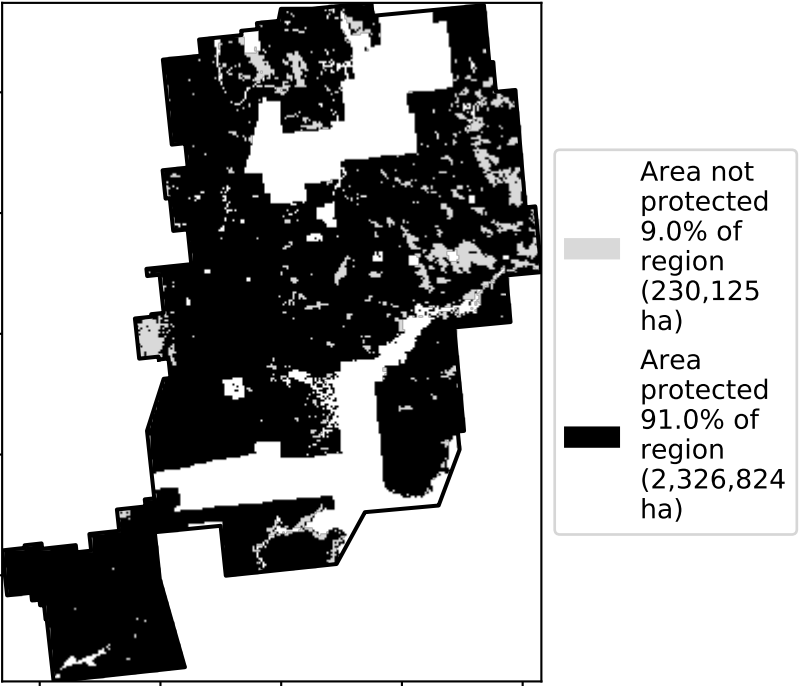 Area not
protected
9.0% of
region
(230,125
ha)
Area
protected
91.0% of
region
(2,326,824
ha)